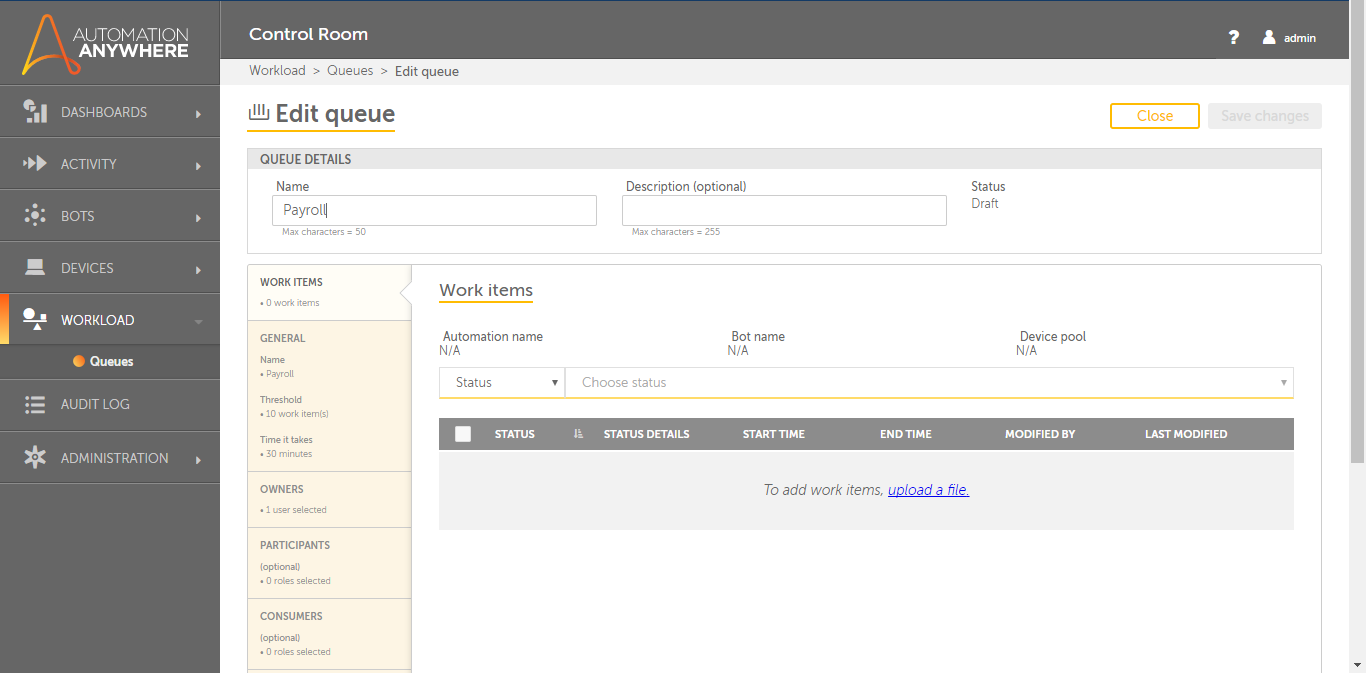 AUTOMATION
ANYWHERE
Control Room
? admin
Workload > Queues > Edit queue
DASHBOARDS
ACTIVITY
BOTS
DEVICES
WORKLOAD
Queues
AUDIT LOG
ADMINISTRATION
Edit queue
Close
Save changes
QUEUE DETAILS
Name
Payroll
Max characters = 50
Description (optional)
Max characters = 255
Status
Draft
WORK ITEMS
• 0 work items
GENERAL
Name
• Payroll
Threshold
• 10 work item(s)
Time it takes
• 30 minutes
OWNERS
• 1 user selected
PARTICIPANTS
(optional)
• 0 roles selected
CONSUMERS
(optional)
• 0 roles selected
Work items
Automation name
N/A
Bot name
N/A
Device pool
N/A
Status
Choose status
STATUS STATUS DETAILS START TIME END TIME MODIFIED BY LAST MODIFIED
To add work items, upload a file.